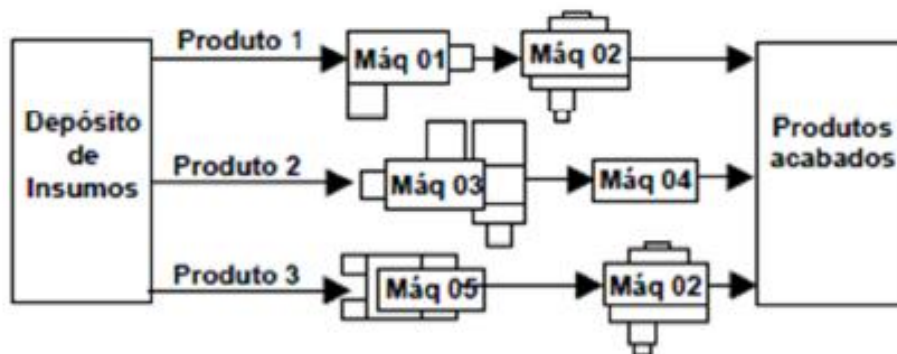 Produto 1
Máq 01
Máq 02
Depósito
de
Insumos
Produto 2
Máq 03
Máq 04
Produtos
acabados
Produto 3
Máq 05
Máq 02